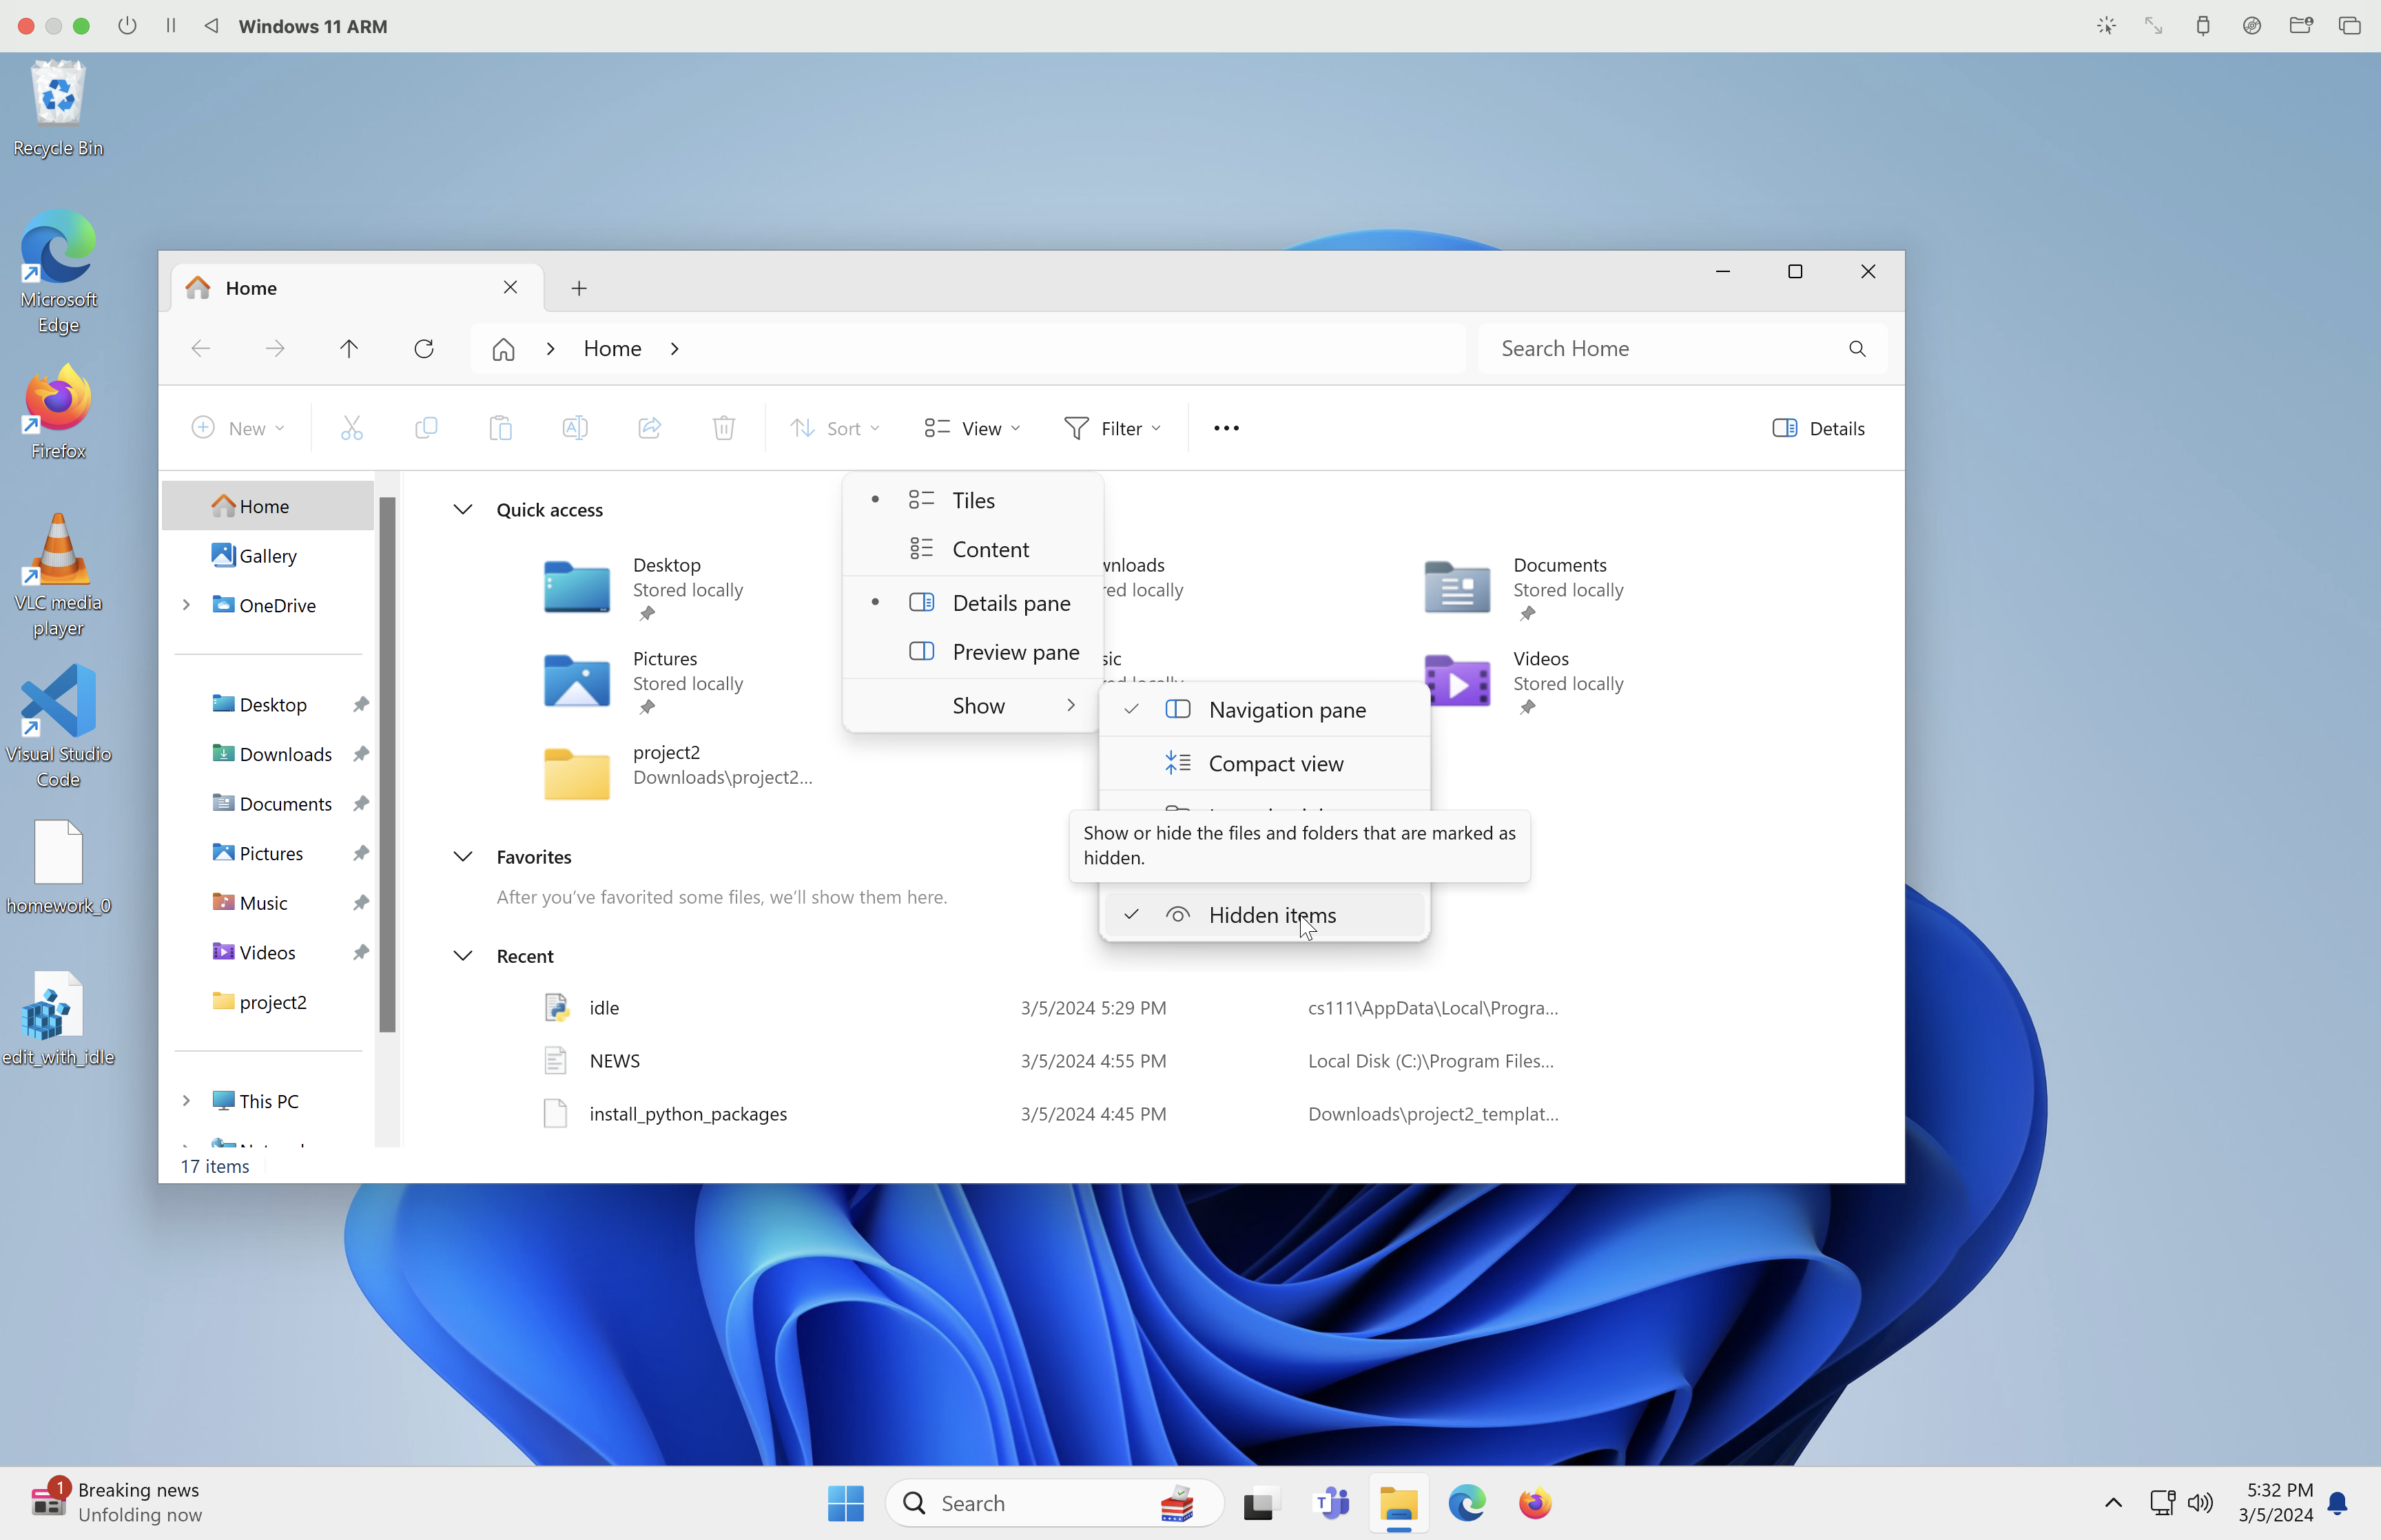 Windows 11 ARM
Recycle Bin
Microsoft
Edge
Firefox
VLC media
player
Visual Studio
Code
homework_0
edit_with_idle
Home
Home
Search Home
New
Sort
View
Filter
Details
Home
Gallery
OneDrive
Desktop
Downloads
Documents
Pictures
Music
Videos
project2
This PC
17 items
Quick access
Desktop
Stored locally
Pictures
Stored locally
project2
Downloads\project2...
wnloads
red locally
sic
Documents
Stored locally
Videos
Stored locally
Tiles
Content
Details pane
Preview pane
Show
Navigation pane
Compact view
Show or hide the files and folders that are marked as
hidden.
Hidden items
Favorites
After you've favorited some files, we'll show them here.
Recent
idle 3/5/2024 5:29 PM cs111\AppData\Local\Progra...
NEWS 3/5/2024 4:55 PM Local Disk (C:)\Program Files...
install_python_packages 3/5/2024 4:45 PM Downloads\project2_templat...
1
Breaking news
Unfolding now
Search
T
5:32 PM
3/5/2024